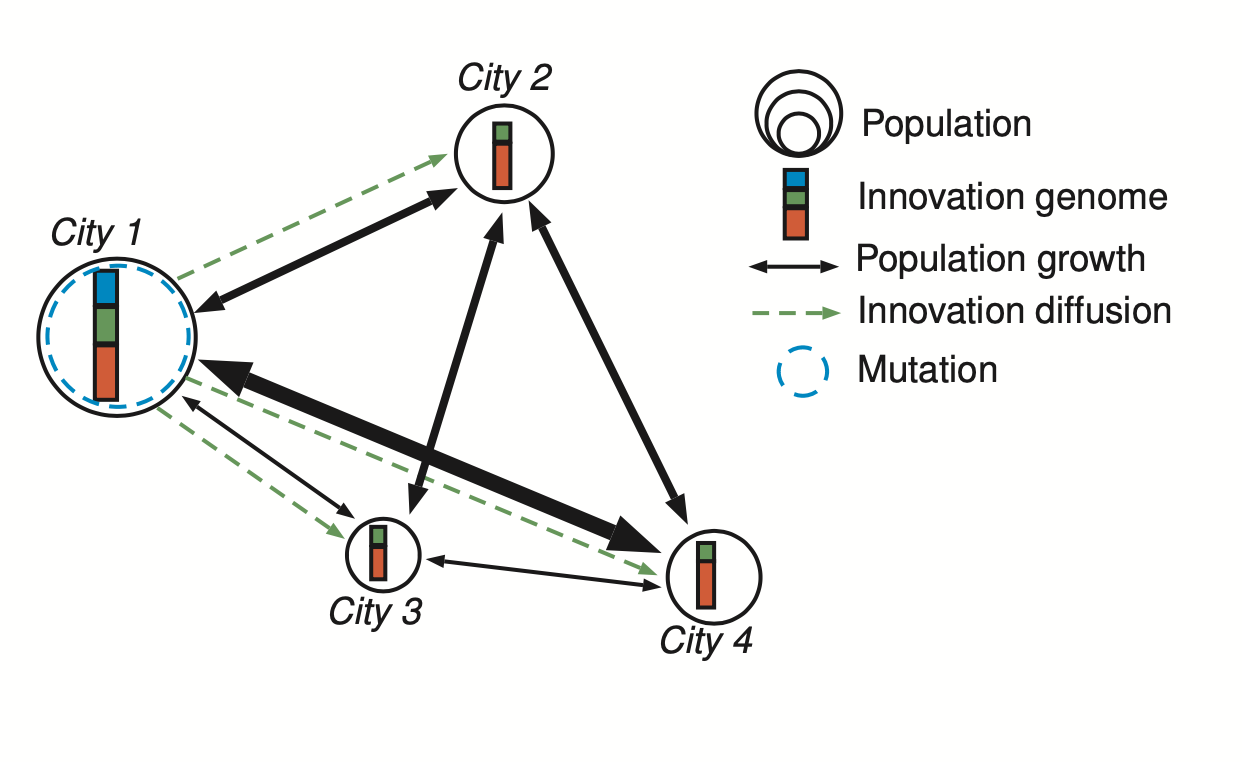 City 2
City 1
City 3
City 4
Population
Innovation genome
Population growth
Innovation diffusion
Mutation